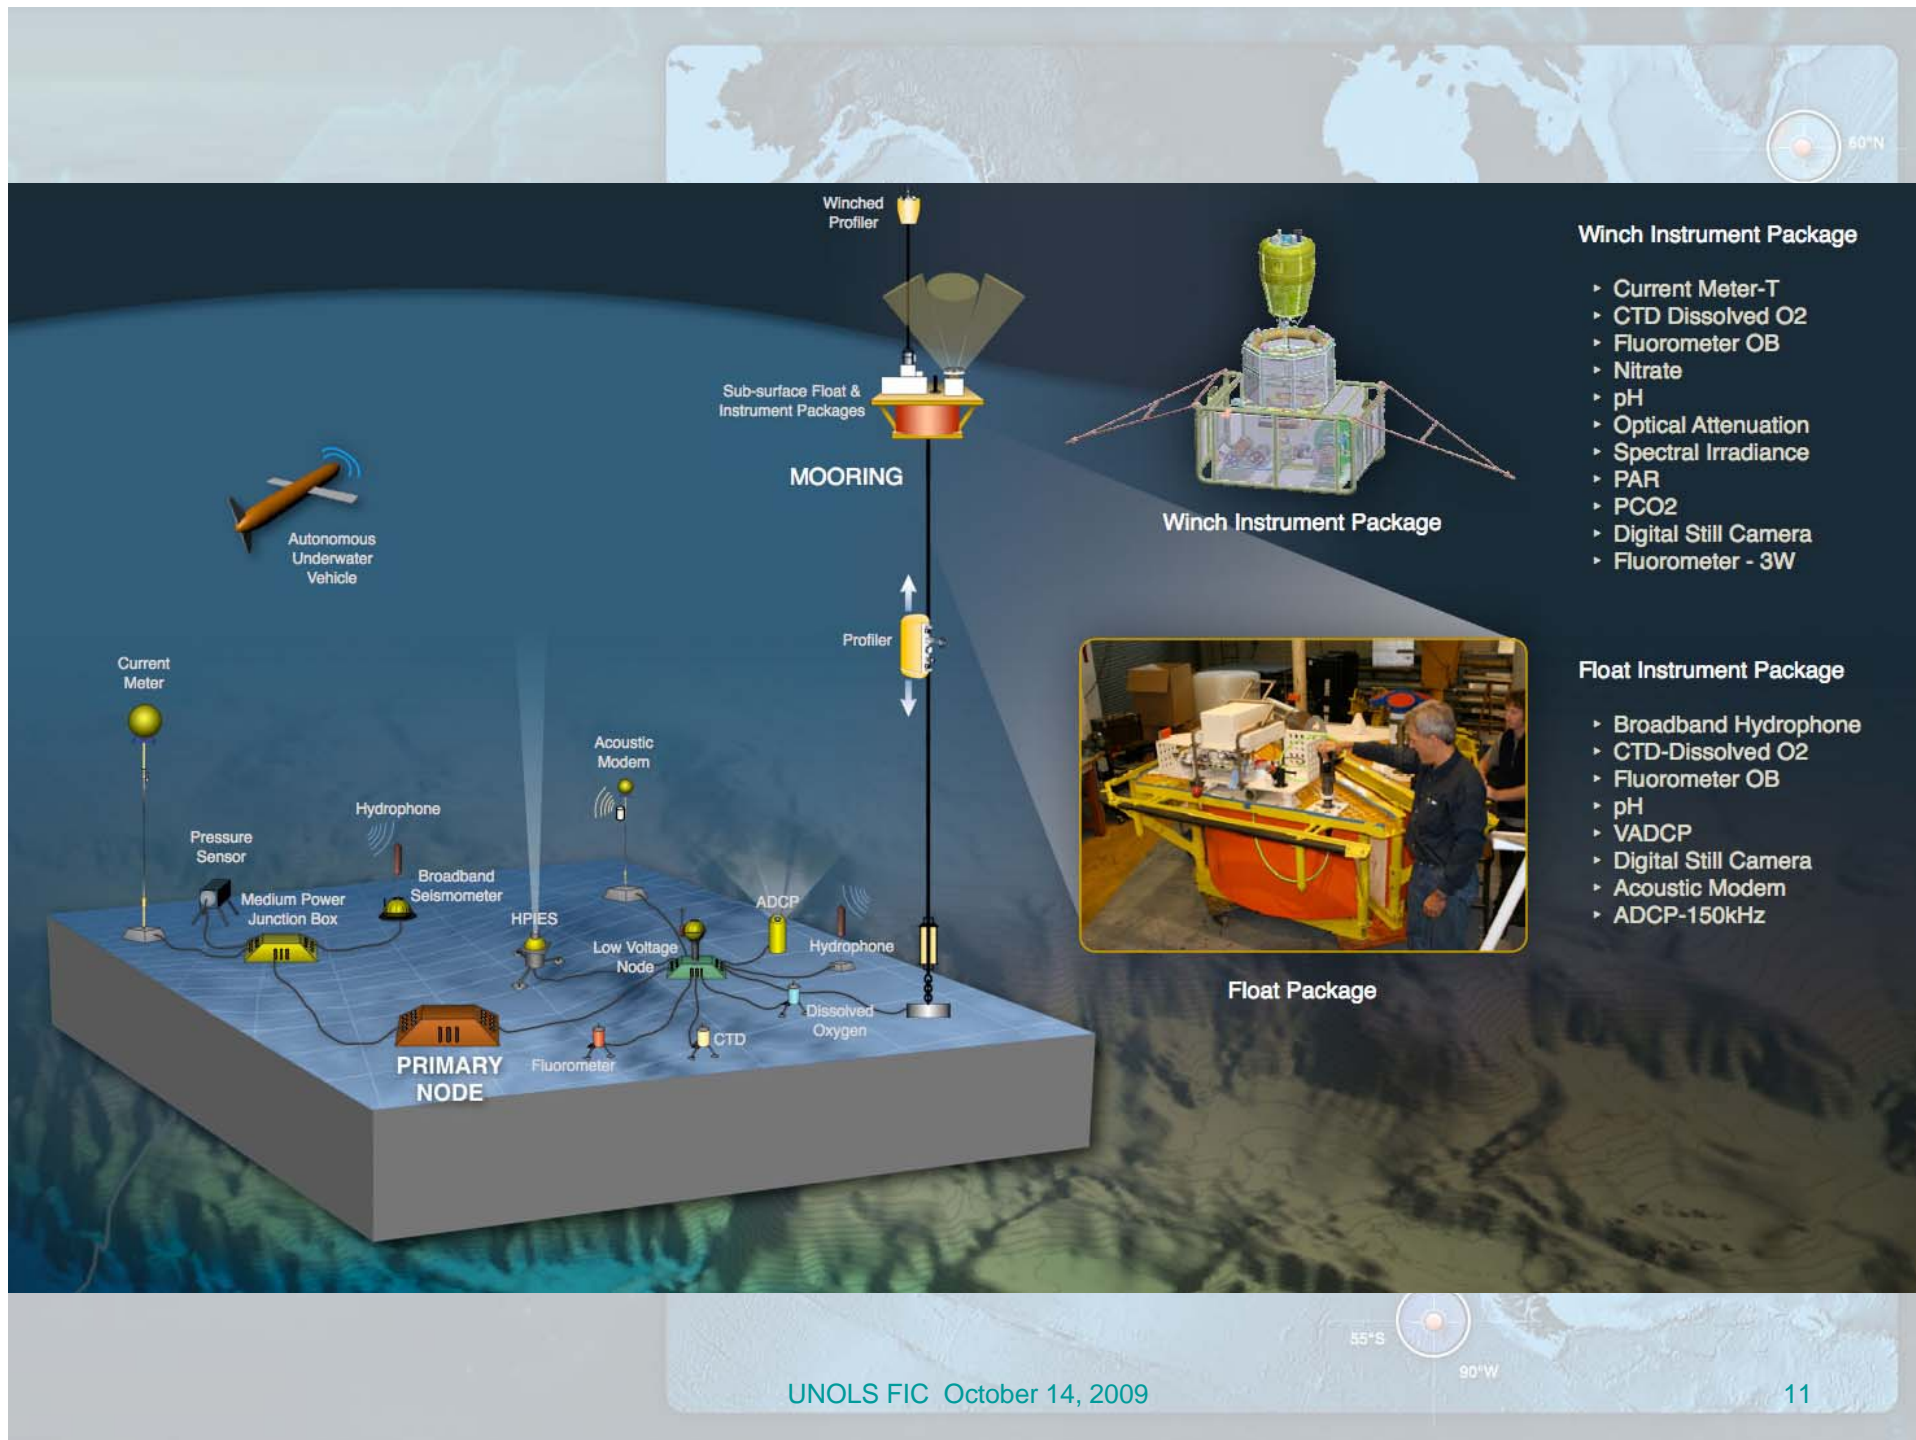 60°N
Winched
Profiler
Sub-surface Float &
Instrument Packages
MOORING
Autonomous
Underwater
Vehicle
Profiler
Current
Meter
Acoustic
Modem
Hydrophone
Pressure
Sensor
Broadband
Seismometer
Medium Power
Junction Box
HPIES
ADCP
Low Voltage
Node
Hydrophone
Dissolved
Oxygen
CTD
Fluorometer
PRIMARY
NODE
Winch Instrument Package
Float Package
Winch Instrument Package
‣ Current Meter-T
‣ CTD Dissolved O2
‣ Fluorometer OB
‣ Nitrate
‣ pH
‣ Optical Attenuation
‣ Spectral Irradiance
‣ PAR
‣ PCO2
‣ Digital Still Camera
‣ Fluorometer - 3W
Float Instrument Package
‣ Broadband Hydrophone
‣ CTD-Dissolved O2
‣ Fluorometer OB
‣ pH
‣ VADCP
‣ Digital Still Camera
‣ Acoustic Modem
‣ ADCP-150kHz
55°S
90°W
UNOLS FIC October 14, 2009
11